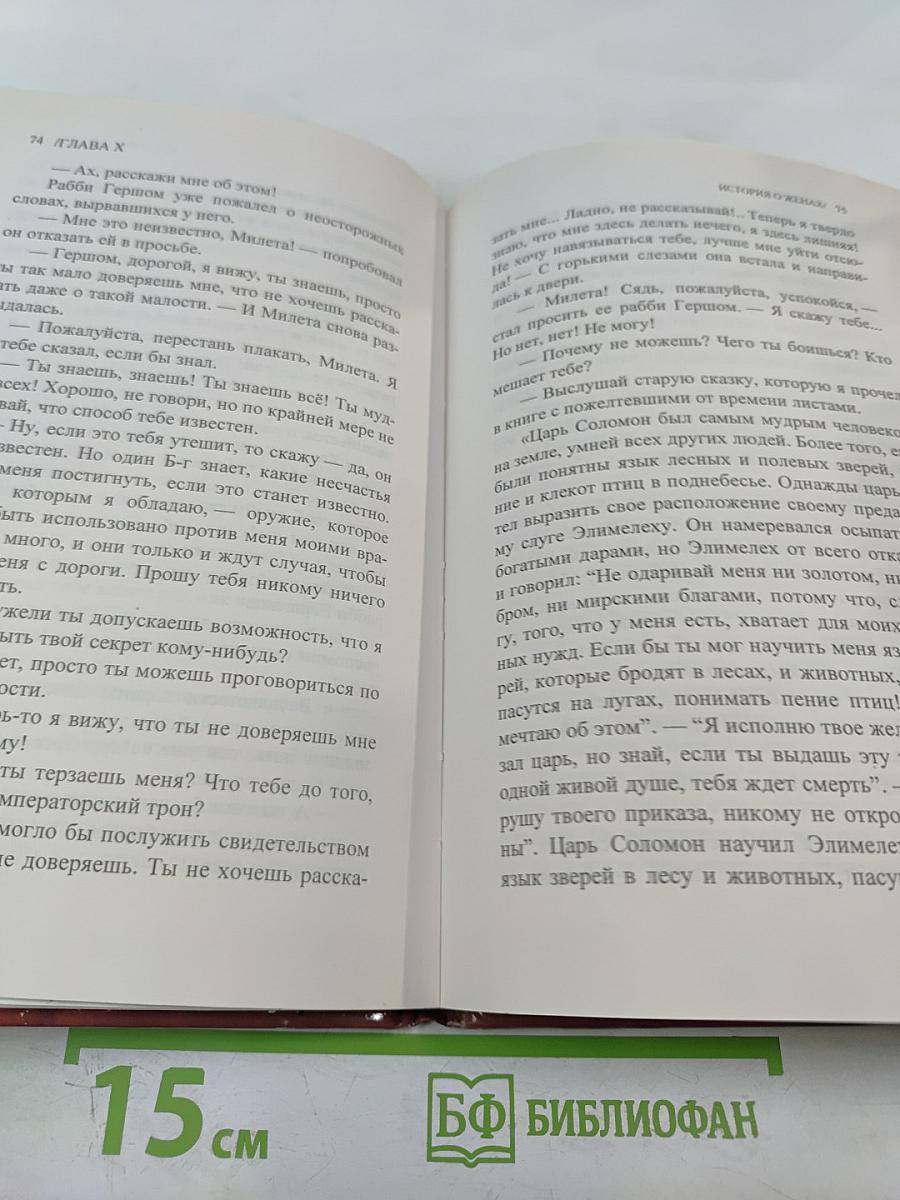 74 /ГЛАВА X
— Ах, расскажи мне об этом!
Рабби Гершом уже пожалел о неосторожных
словах, вырвавшихся у него.
— Мне это неизвестно, Милета! — попробовал
он отказать ей в просьбе.
— Гершом, дорогой, я вижу, ты знаешь, просто
ты так мало доверяешь мне, что не хочешь расска-
ать даже о такой малости. — И Милета снова раз-
ыдалась.
— Пожалуйста, перестань плакать, Милета. Я
тебе сказал, если бы знал.
— Ты знаешь, знаешь! Ты знаешь всё! Ты муд-
всех! Хорошо, не говори, но по крайней мере не
вай, что способ тебе известен.
- Ну, если это тебя утешит, то скажу — да, он
звестен. Но один Б-г знает, какие несчастья
меня постигнуть, если это станет известно.
которым я обладаю, — оружие, которое
быть использовано против меня моими вра-
много, и они только и ждут случая, чтобы
еня с дороги. Прошу тебя никому ничего
ть.
ужели ты допускаешь возможность, что я
ыть твой секрет кому-нибудь?
ет, просто ты можешь проговориться по
ости.
рь-то я вижу, что ты не доверяешь мне
му!
ты терзаешь меня? Что тебе до того,
мператорский трон?
могло бы послужить свидетельством
не доверяешь. Ты не хочешь расска-
ИСТОРИЯ О ЖЕНАХ/ 75
зать мне... Ладно, не рассказывай!.. Теперь я твердо
знаю, что мне здесь делать нечего, я здесь лишняя!
Не хочу навязываться тебе, лучше мне уйти отсю-
да! — С горькими слезами она встала и направи-
лась к двери.
— Милета! Сядь, пожалуйста, успокойся, —
стал просить ее рабби Гершом. — Я скажу тебе...
Но нет, нет! Не могу!
— Почему не можешь? Чего ты боишься? Кто
мешает тебе?
— Выслушай старую сказку, которую я прочел
в книге с пожелтевшими от времени листами.
«Царь Соломон был самым мудрым человеко
на земле, умней всех других людей. Более того, е
были понятны язык лесных и полевых зверей,
ние и клекот птиц в поднебесье. Однажды царь
тел выразить свое расположение своему преда
му слуге Элимелеху. Он намеревался осыпат
богатыми дарами, но Элимелех от всего отка
и говорил: “Не одаривай меня ни золотом, ни
бром, ни мирскими благами, потому что, с
гу, того, что у меня есть, хватает для моих
ных нужд. Если бы ты мог научить меня яз
рей, которые бродят в лесах, и животных,
пасутся на лугах, понимать пение птиц!
мечтаю об этом”. — “Я исполню твое жел
зал царь, но знай, если ты выдашь эту т
одной живой душе, тебя ждет смерть”. –
рушу твоего приказа, никому не откро
ны”. Царь Соломон научил Элимелех
язык зверей в лесу и животных, пасу
15 см
БФ БИБЛИОФАН